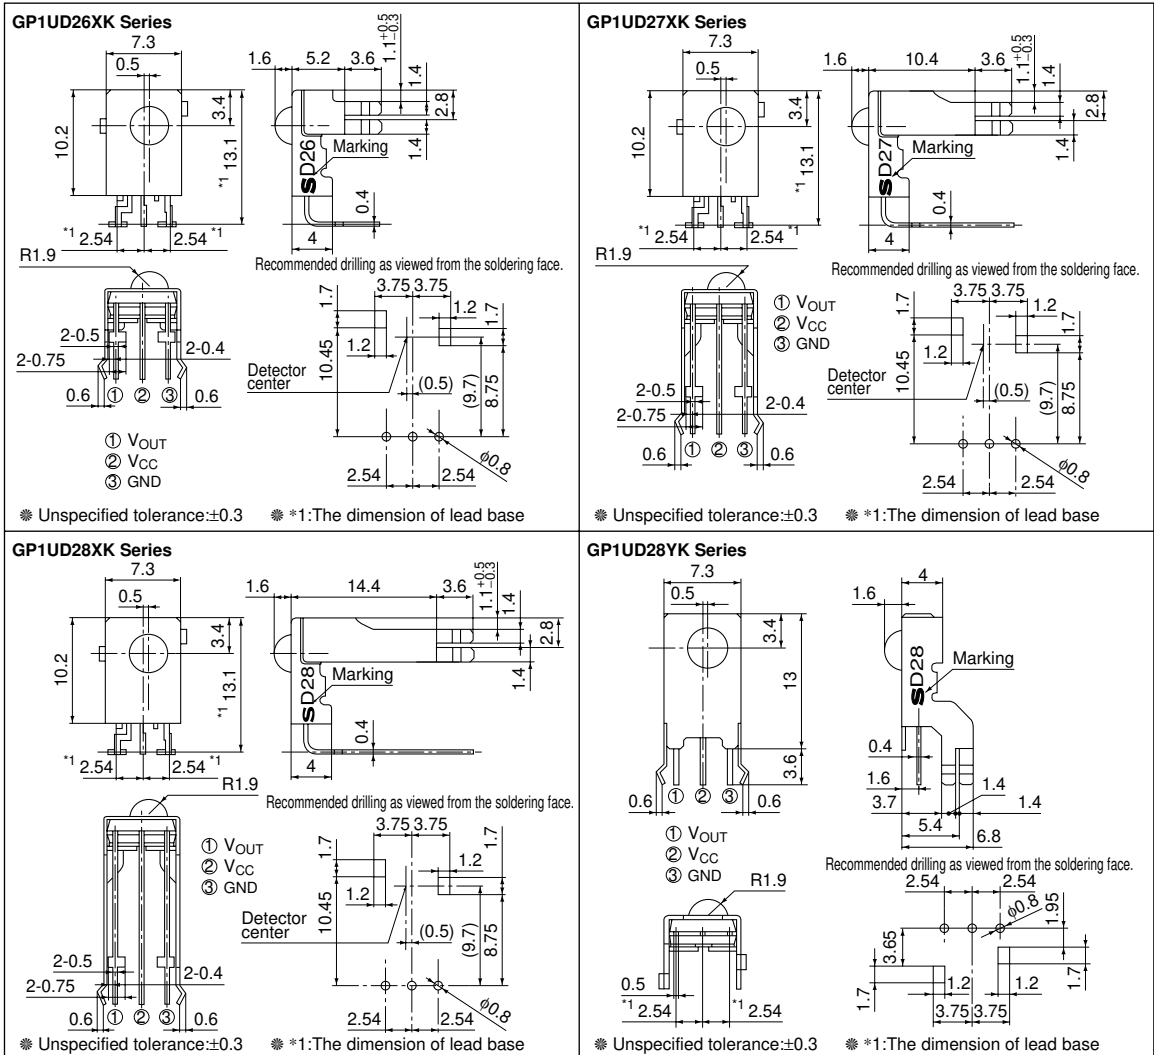 GP1UD26XK Series
7.3
0.5
10.2
3.4
*1 13.1
*1 2.54
2.54 *1
1.6
5.2
3.6
1.1+0.5−0.3
1.4
2.8
1.4
SD26
Marking
0.4
4
R1.9
2-0.5
2-0.75
2-0.4
0.6
① ② ③
0.6
① VOUT
② VCC
③ GND
Recommended drilling as viewed from the soldering face.
3.75 3.75
1.7
1.2
1.7
1.2
10.45
Detector
center
(0.5)
(9.7)
8.75
2.54
2.54
ϕ0.8
Unspecified tolerance:±0.3
*1:The dimension of lead base
GP1UD27XK Series
7.3
0.5
10.2
3.4
*1 13.1
*1 2.54
2.54 *1
1.6
10.4
3.6
1.1+0.5−0.3
1.4
2.8
1.4
SD27
Marking
0.4
4
R1.9
① VOUT
② VCC
③ GND
2-0.5
2-0.75
2-0.4
0.6
① ② ③
0.6
Recommended drilling as viewed from the soldering face.
3.75 3.75
1.7
1.2
1.7
1.2
10.45
Detector
center
(0.5)
(9.7)
8.75
2.54
2.54
ϕ0.8
Unspecified tolerance:±0.3
*1:The dimension of lead base
GP1UD28XK Series
7.3
0.5
10.2
3.4
*1 13.1
*1 2.54
2.54 *1
1.6
14.4
3.6
1.1+0.5−0.3
1.4
2.8
1.4
SD28
Marking
0.4
4
R1.9
① VOUT
② VCC
③ GND
2-0.5
2-0.75
2-0.4
0.6
① ② ③
0.6
Recommended drilling as viewed from the soldering face.
3.75 3.75
1.7
1.2
1.2
10.45
Detector
center
(0.5)
(9.7)
8.75
1.7
2.54
2.54
ϕ0.8
Unspecified tolerance:±0.3
*1:The dimension of lead base
GP1UD28YK Series
7.3
0.5
3.4
13
3.6
0.6
① ② ③
0.6
4
1.6
SD28
Marking
0.4
1.6
3.7
1.4
1.4
5.4
6.8
① VOUT
② VCC
③ GND
R1.9
0.5
*1 2.54
*1 2.54
Recommended drilling as viewed from the soldering face.
2.54
2.54
ϕ0.8
1.95
3.65
1.7
1.2
1.2
1.7
3.75 3.75
Unspecified tolerance:±0.3
*1:The dimension of lead base